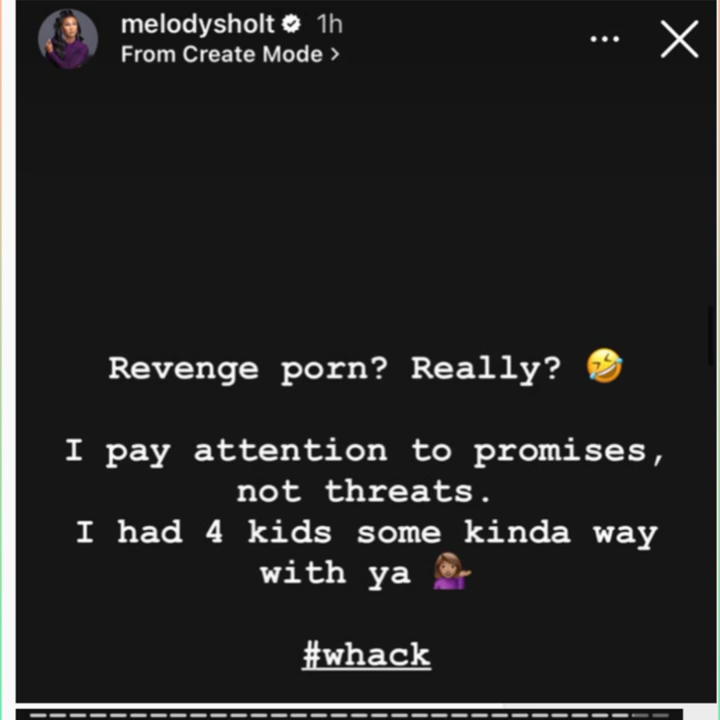 melodysholt 1h
From Create Mode >
Revenge porn? Really? 🤣
I pay attention to promises,
not threats.
I had 4 kids some kinda way
with ya 💁🏽‍♀️
#whack